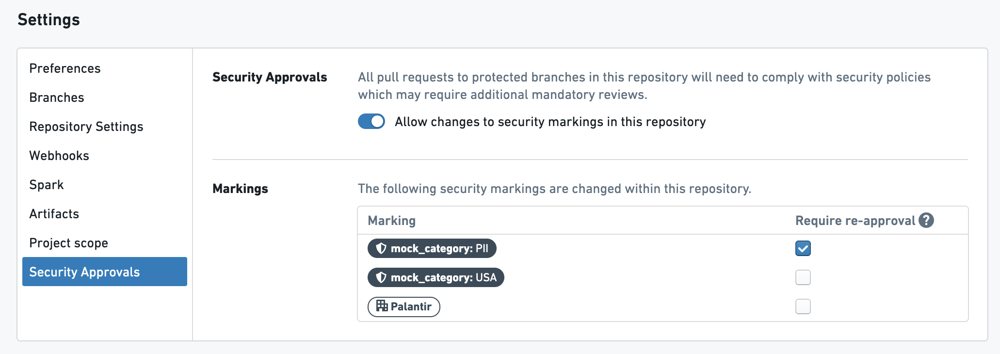 Settings
Preferences
Branches
Repository Settings
Webhooks
Spark
Artifacts
Project scope
Security Approvals
Security Approvals
All pull requests to protected branches in this repository will need to comply with security policies
which may require additional mandatory reviews.
Allow changes to security markings in this repository
Markings
The following security markings are changed within this repository.
Marking
Require re-approval ?
mock_category: PII
mock_category: USA
Palantir